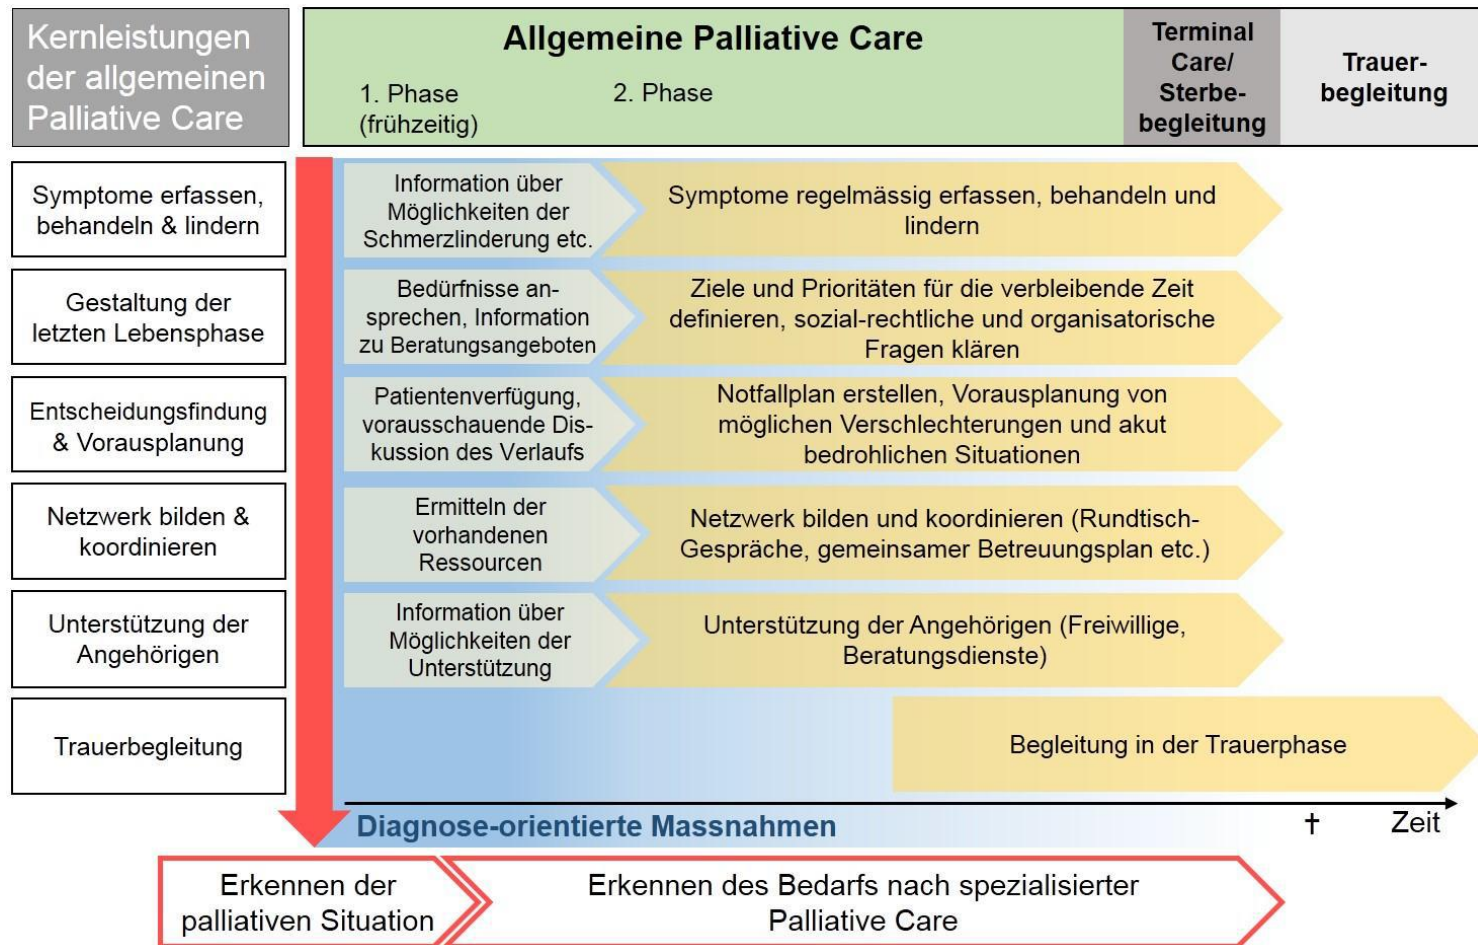 Kernleistungen
der allgemeinen
Palliative Care
Allgemeine Palliative Care
1. Phase
(frühzeitig)
2. Phase
Terminal
Care/
Sterbe-
begleitung
Trauer-
begleitung
Symptome erfassen,
behandeln & lindern
Information über
Möglichkeiten der
Schmerzlinderung etc.
Symptome regelmässig erfassen, behandeln und
lindern
Gestaltung der
letzten Lebensphase
Bedürfnisse an-
sprechen, Information
zu Beratungsangeboten
Ziele und Prioritäten für die verbleibende Zeit
definieren, sozial-rechtliche und organisatorische
Fragen klären
Entscheidungsfindung
& Vorausplanung
Patientenverfügung,
vorausschauende Dis-
kussion des Verlaufs
Notfallplan erstellen, Vorausplanung von
möglichen Verschlechterungen und akut
bedrohlichen Situationen
Netzwerk bilden &
koordinieren
Ermitteln der
vorhandenen
Ressourcen
Netzwerk bilden und koordinieren (Rundtisch-
Gespräche, gemeinsamer Betreuungsplan etc.)
Unterstützung der
Angehörigen
Information über
Möglichkeiten der
Unterstützung
Unterstützung der Angehörigen (Freiwillige,
Beratungsdienste)
Trauerbegleitung
Begleitung in der Trauerphase
Diagnose-orientierte Massnahmen
† Zeit
Erkennen der
palliativen Situation
Erkennen des Bedarfs nach spezialisierter
Palliative Care